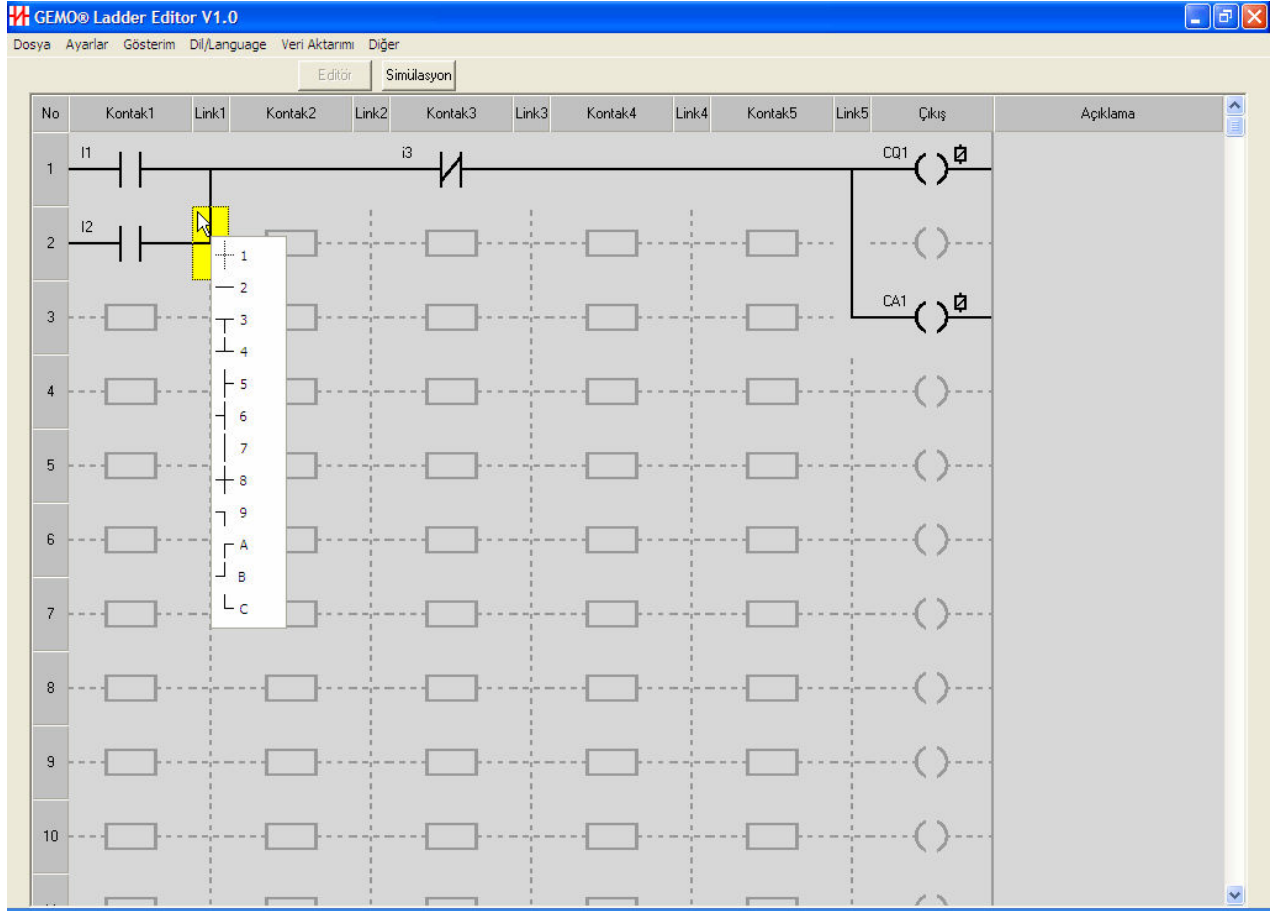 GEMO® Ladder Editor V1.0
Dosya Ayarlar Gösterim Dil/Language Veri Aktarımı Diğer
Editör Simülasyon
No Kontak1 Link1 Kontak2 Link2 Kontak3 Link3 Kontak4 Link4 Kontak5 Link5 Çıkış Açıklama
1 I1 i3 CQ1
2 I2
1
2
3 CA1
3
4
4
5
6
5
7
8
6
9
A
B
7
C
8
9
10